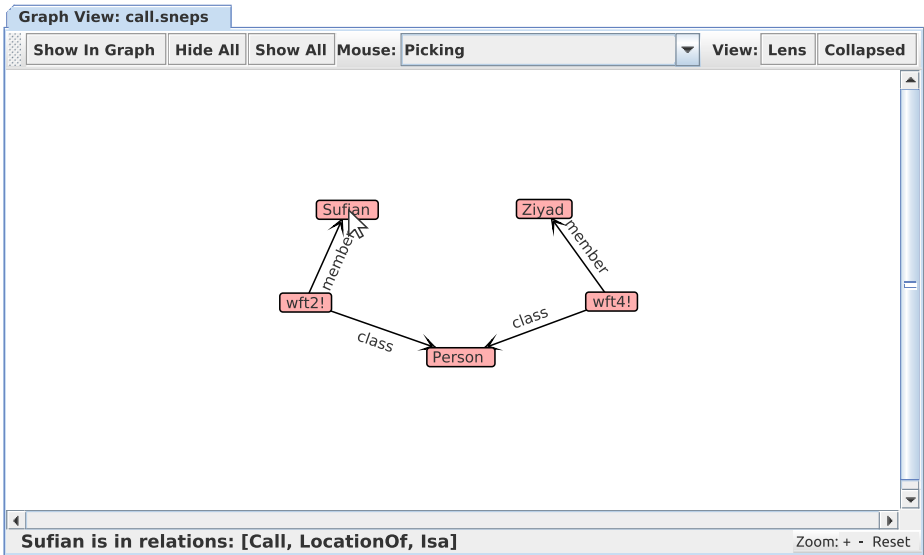 Graph View: call.sneps
Show In Graph Hide All Show All Mouse: Picking View: Lens Collapsed
Sufian Ziyad
member member
wft2! wft4!
class class
Person
Sufian is in relations: [Call, LocationOf, Isa] Zoom: + - Reset